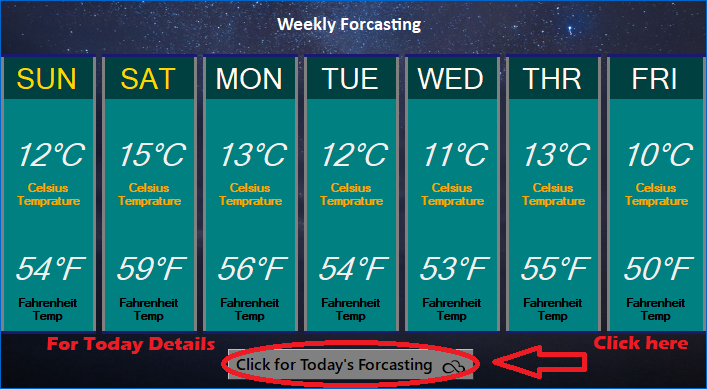 Weekly Forcasting
SUN SAT MON TUE WED THR FRI
12°C 15°C 13°C 12°C 11°C 13°C 10°C
Celsius Celsius Celsius Celsius Celsius Celsius Celsius
Temprature Temprature Temprature Temprature Temprature Temprature Temprature
54°F 59°F 56°F 54°F 53°F 55°F 50°F
Fahrenheit Fahrenheit Fahrenheit Fahrenheit Fahrenheit Fahrenheit Fahrenheit
Temp Temp Temp Temp Temp Temp Temp
For Today Details Click here
Click for Today's Forcasting